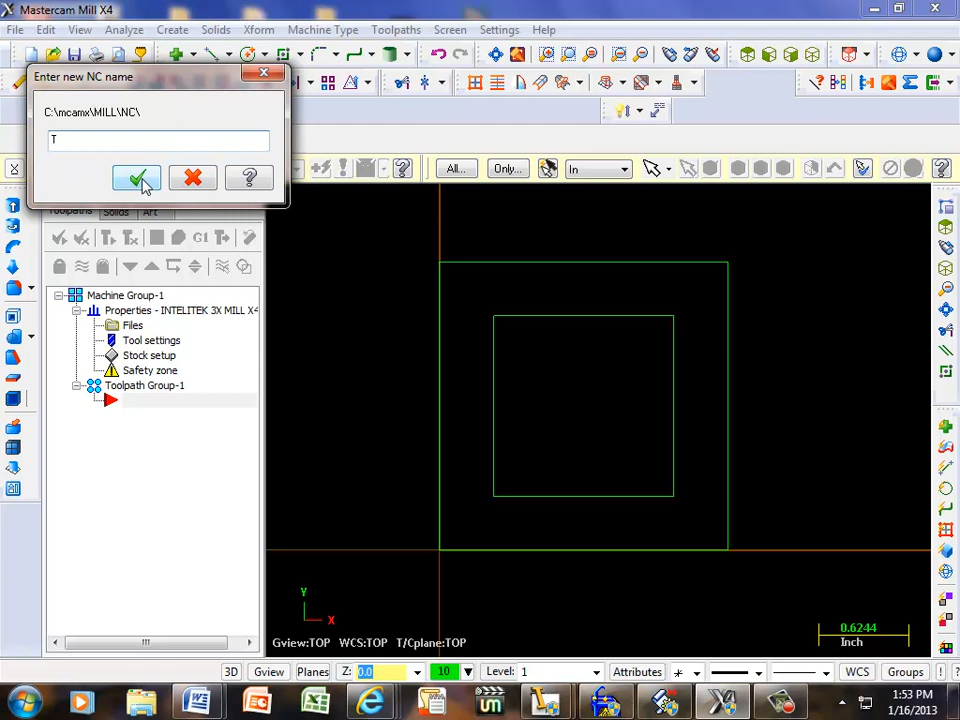 Mastercam Mill X4
File Edit View Analyze Create Solids Xform Machine Type Toolpaths Screen Settings Help
Enter new NC name
C:\mcamx\MILL\NC\
T
All... Only... In
Toolpaths Solids Art
G1
Machine Group-1
Properties - INTELITEK 3X MILL X4
Files
Tool settings
Stock setup
Safety zone
Toolpath Group-1
Y
X
Gview:TOP WCS:TOP T/Cplane:TOP
0.6244
Inch
3D Gview Planes Z: 0.0 10 Level: 1 Attributes WCS Groups ! ?
1:53 PM
1/16/2013